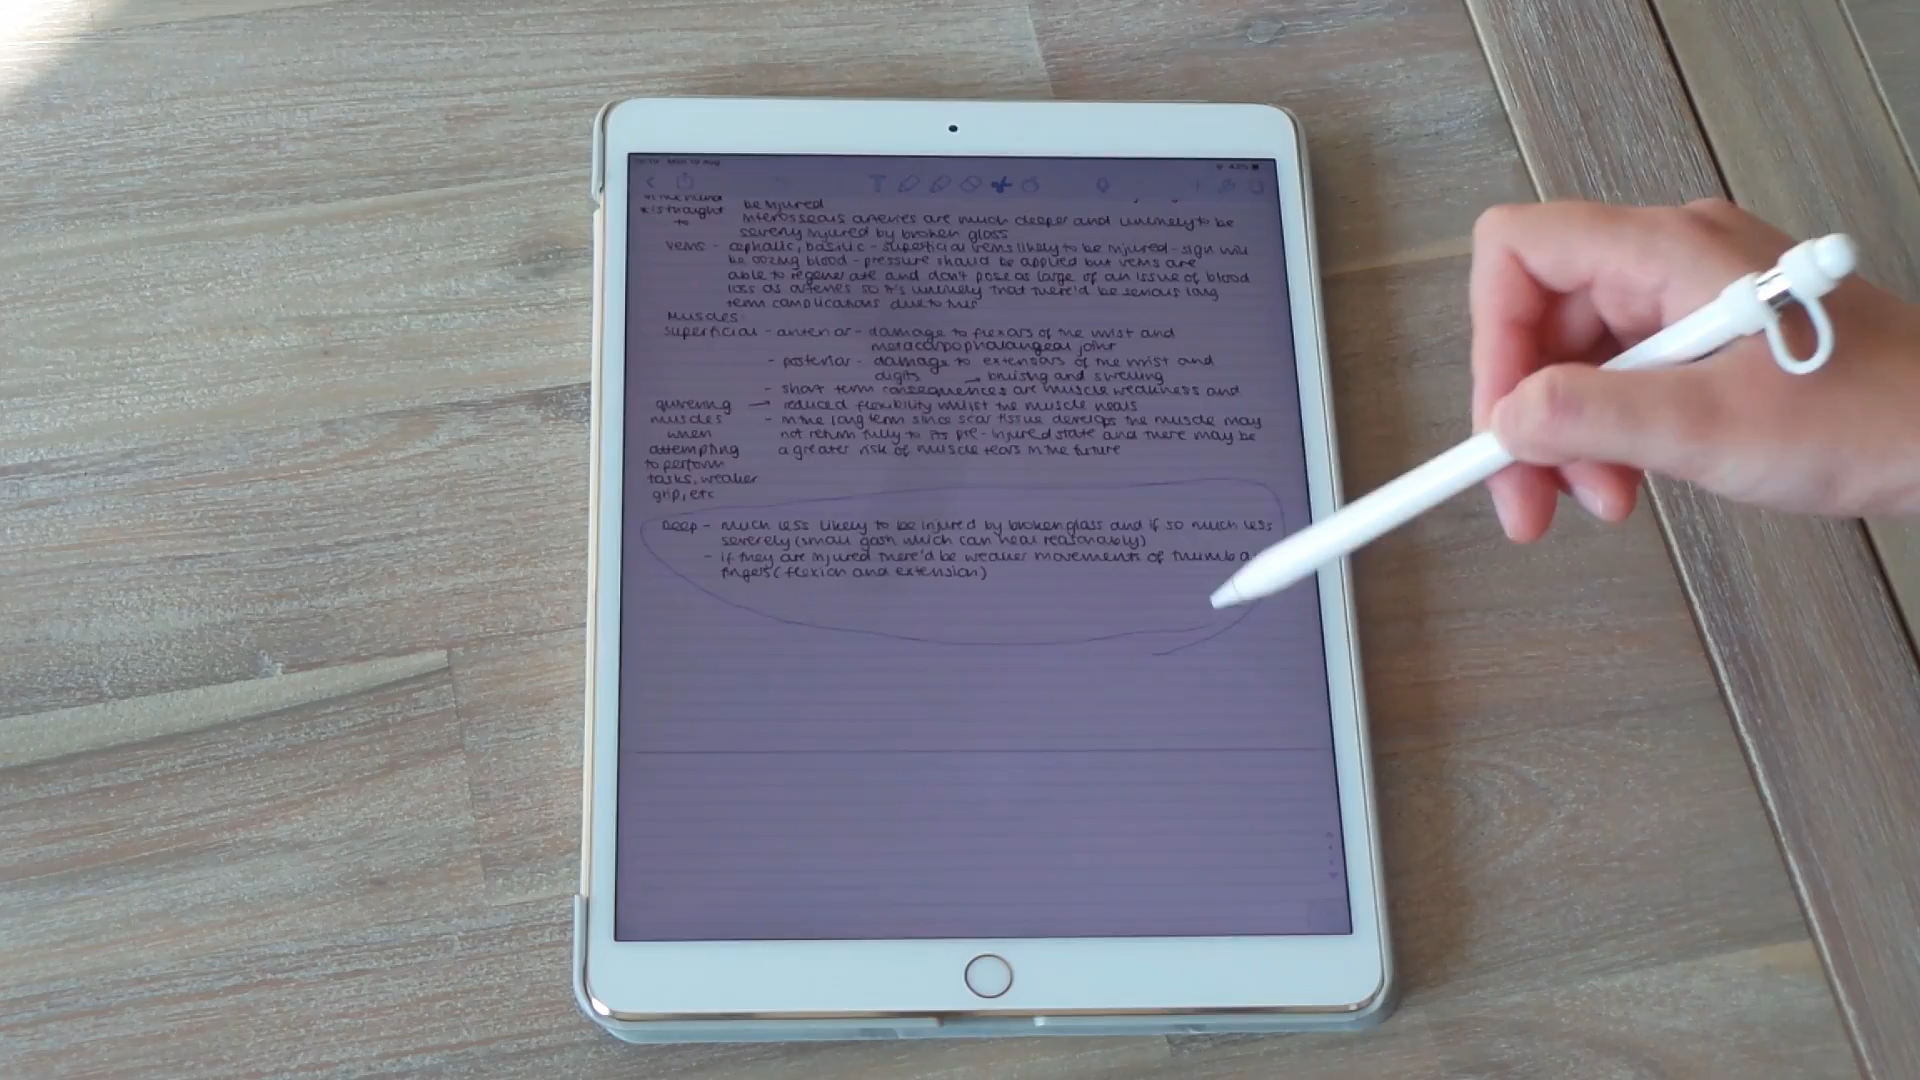 Mon 19 Aug
be injured
is thought
to
interosseous arteries are much deeper and unlikely to be
severly injured by broken glass
veins - cephalic, basilic - superficial veins likely to be injured - sign will
be oozing blood - pressure should be applied but veins are
able to regenerate and don't pose as large of an issue of blood
loss as arteries so it's unlikely that there'd be serious long
term complications due to this
Muscles:
superficial - anterior - damage to flexors of the wrist and
metacarpophalangeal joint
- posterior - damage to extensors of the wrist and
digits → bruising and swelling
- short term consequences are muscle weakness and
reduced flexibility whilst the muscle heals
- in the long term since scar tissue develops the muscle may
not return fully to its pre-injured state and there may be
a greater risk of muscle tears in the future
quivering →
muscles
when
attempting
to perform
tasks, weaker
grip, etc
Deep - much less likely to be injured by broken glass and if so much less
severely (small gash which can heal reasonably)
- if they are injured there'd be weaker movements of thumb a
fingers (flexion and extension)